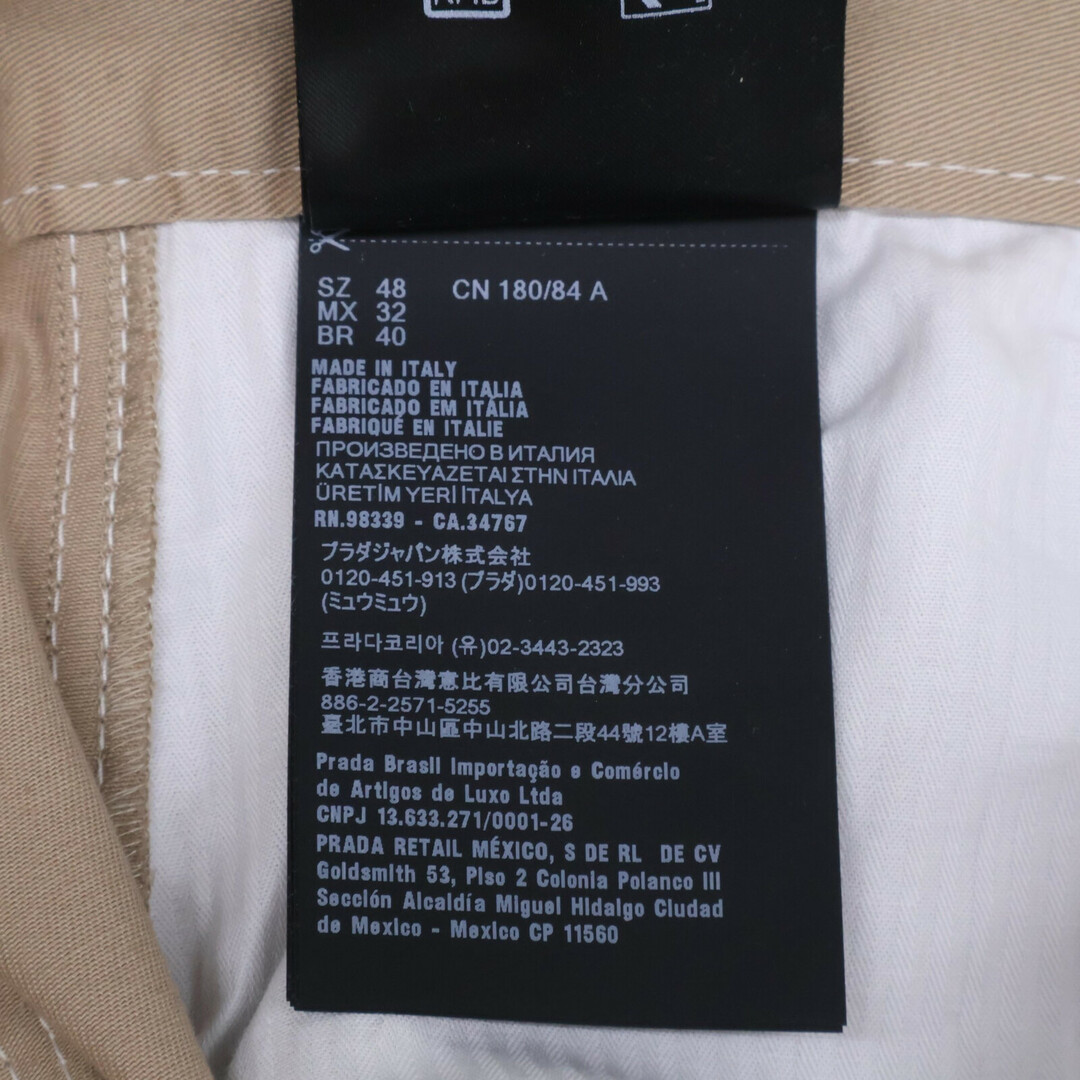 SZ 48 CN 180/84 A
MX 32
BR 40
MADE IN ITALY
FABRICADO EN ITALIA
FABRICADO EM ITÁLIA
FABRIQUÉ EN ITALIE
ПРОИЗВЕДЕНО В ИТАЛИЯ
ΚΑΤΑΣΚΕΥΑΖΕΤΑΙ ΣΤΗΝ ΙΤΑΛΙΑ
ÜRETİM YERİ İTALYA
RN.98339 - CA.34767
プラダジャパン株式会社
0120-451-913 (プラダ)0120-451-993
(ミュウミュウ)
프라다코리아 (유)02-3443-2323
香港商台灣惠比有限公司台灣分公司
886-2-2571-5255
臺北市中山區中山北路二段44號12樓A室
Prada Brasil Importação e Comércio
de Artigos de Luxo Ltda
CNPJ 13.633.271/0001-26
PRADA RETAIL MÉXICO, S DE RL DE CV
Goldsmith 53, Piso 2 Colonia Polanco III
Sección Alcaldía Miguel Hidalgo Ciudad
de Mexico - Mexico CP 11560